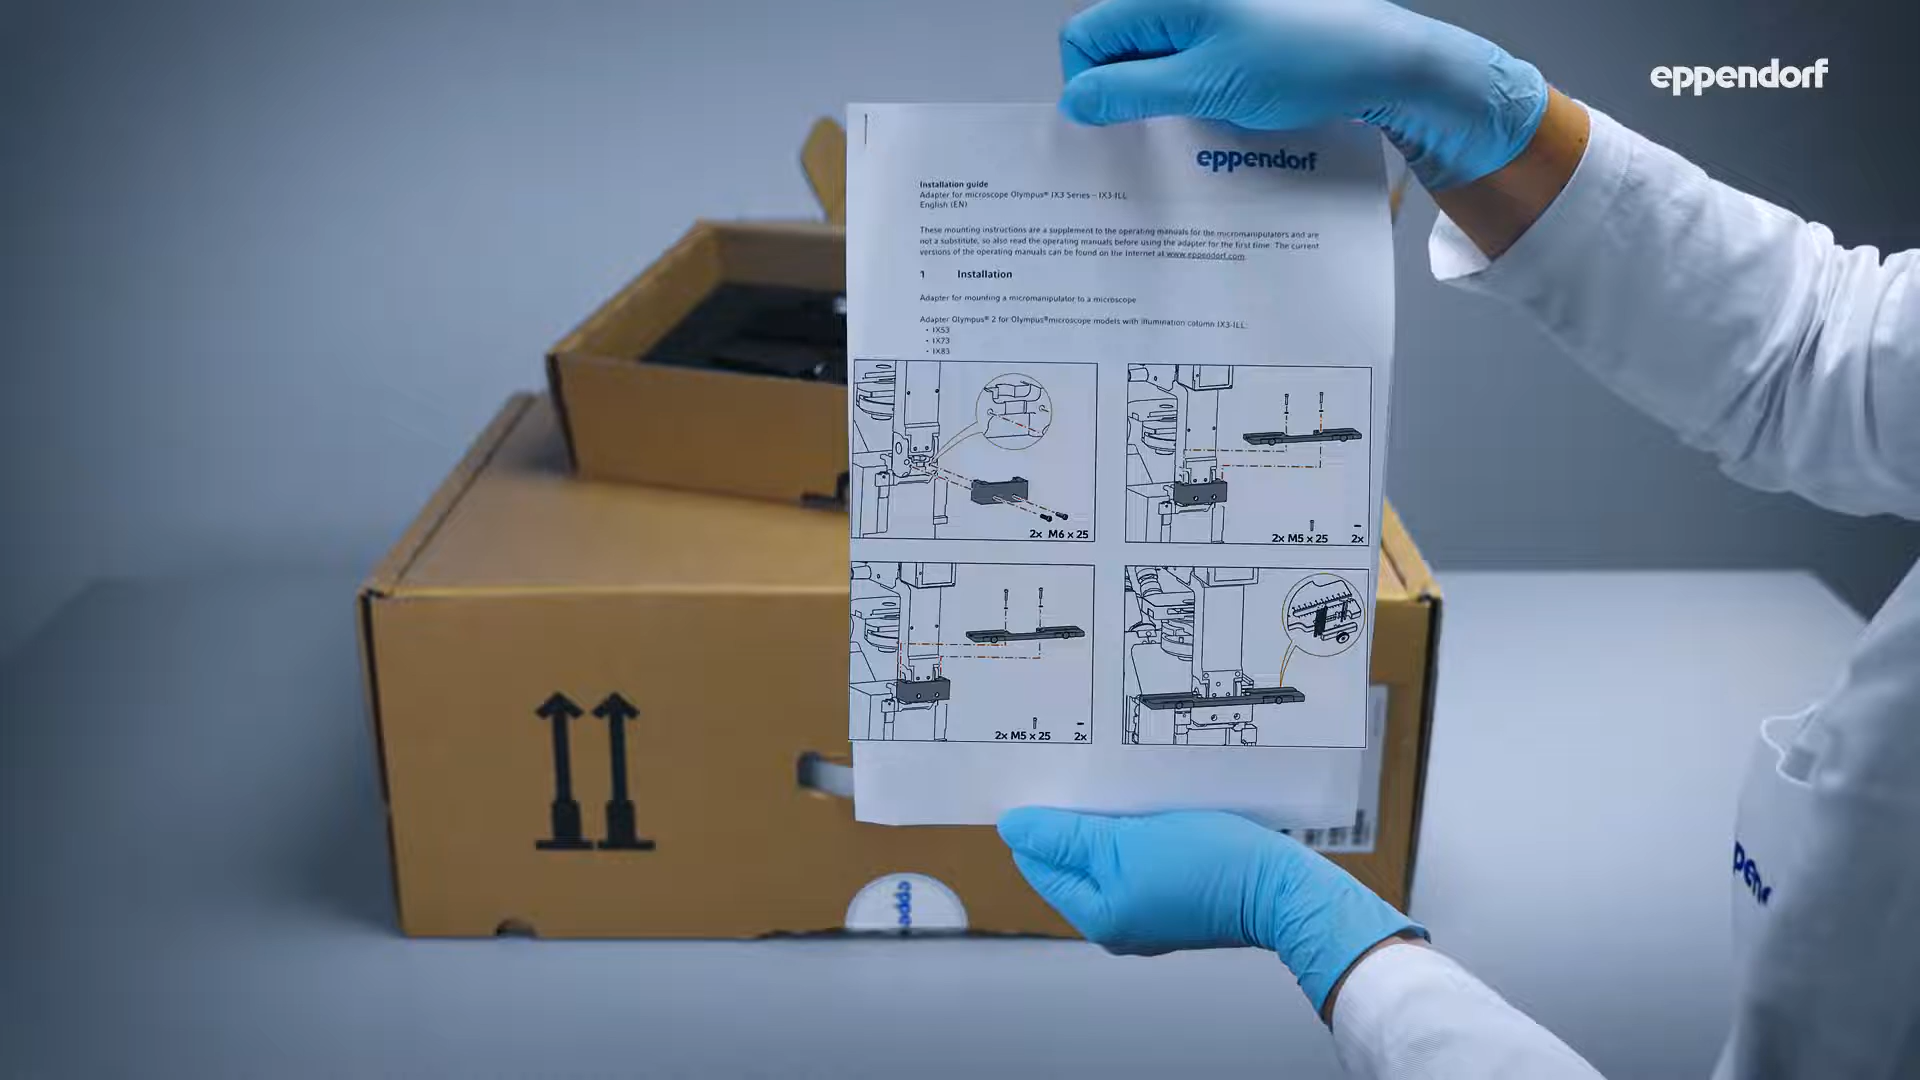 eppendorf
eppendorf
Installation guide
Adapter for microscope Olympus® IX3 Series – IX3-ILL
English (EN)
These mounting instructions are a supplement to the operating manuals for the micromanipulators and are
not a substitute, so also read the operating manuals before using the adapter for the first time. The current
versions of the operating manuals can be found on the Internet at www.eppendorf.com.
1 Installation
Adapter for mounting a micromanipulator to a microscope
Adapter Olympus® 2 for Olympus®microscope models with illumination column IX3-ILL:
• IX53
• IX73
• IX83
2x M6 x 25
2x M5 x 25 2x
2x M5 x 25 2x
eppe
pend